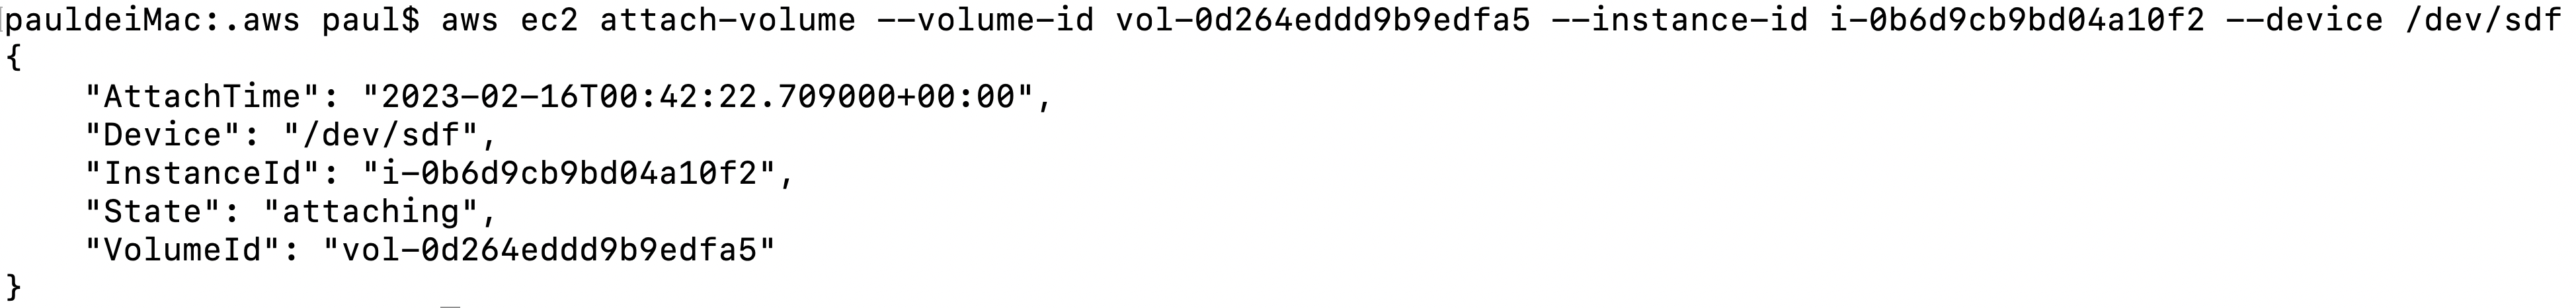 pauldeiMac:.aws paul$ aws ec2 attach-volume --volume-id vol-0d264eddd9b9edfa5 --instance-id i-0b6d9cb9bd04a10f2 --device /dev/sdf
{
    "AttachTime": "2023-02-16T00:42:22.709000+00:00",
    "Device": "/dev/sdf",
    "InstanceId": "i-0b6d9cb9bd04a10f2",
    "State": "attaching",
    "VolumeId": "vol-0d264eddd9b9edfa5"
}